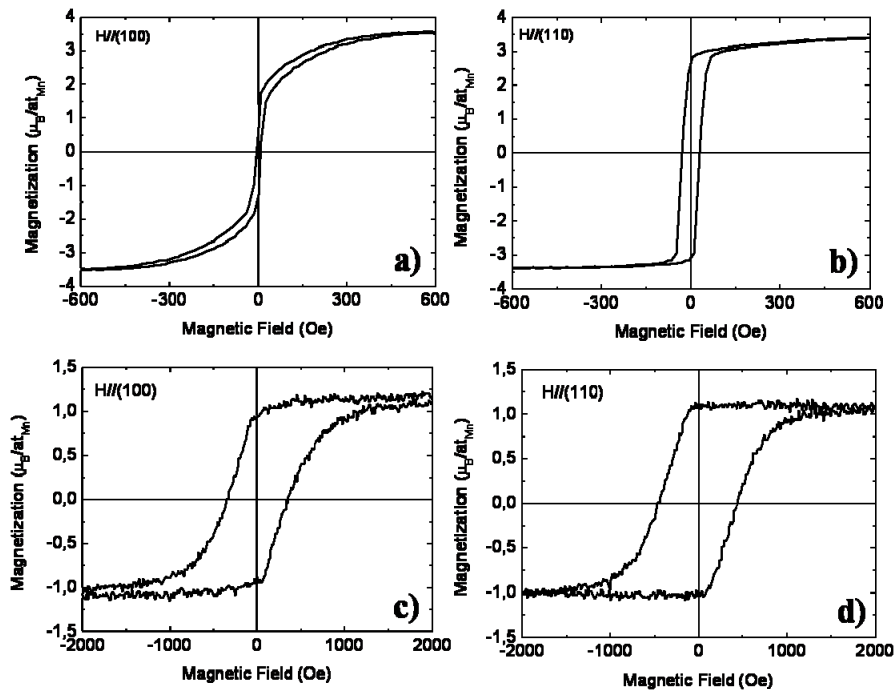 H//(100)
4
3
2
1
0
-1
-2
-3
-4
-600 -300 0 300 600
Magnetization (μB/atMn)
Magnetic Field (Oe)
a)
H//(110)
4
3
2
1
0
-1
-2
-3
-4
-600 -300 0 300 600
Magnetization (μB/atMn)
Magnetic Field (Oe)
b)
H//(100)
1,5
1,0
0,5
0,0
-0,5
-1,0
-1,5
-2000 -1000 0 1000 2000
Magnetization (μB/atMn)
Magnetic Field (Oe)
c)
H//(110)
1,5
1,0
0,5
0,0
-0,5
-1,0
-1,5
-2000 -1000 0 1000 2000
Magnetization (μB/atMn)
Magnetic Field (Oe)
d)